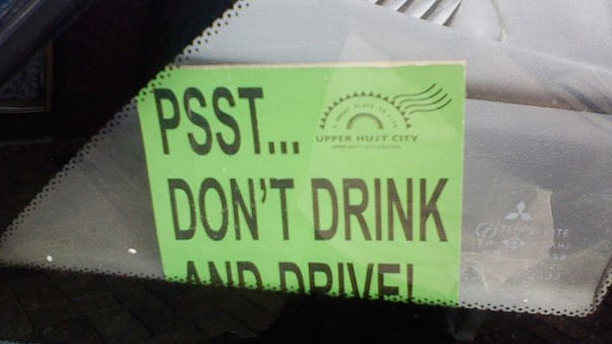 PSST...
UPPER HUTT CITY
DON'T DRINK
AND DRIVE!